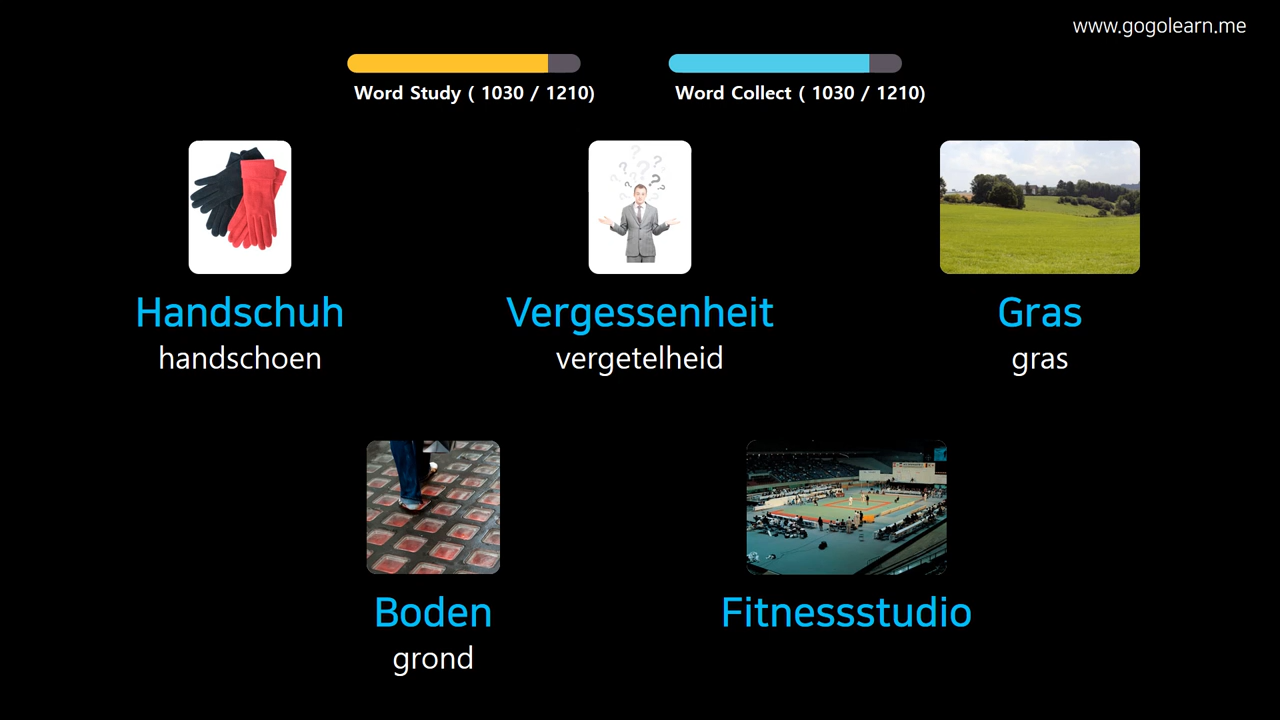 www.gogolearn.me
Word Study ( 1030 / 1210)
Word Collect ( 1030 / 1210)
Handschuh
handschoen
Vergessenheit
vergetelheid
Gras
gras
Boden
grond
Fitnessstudio